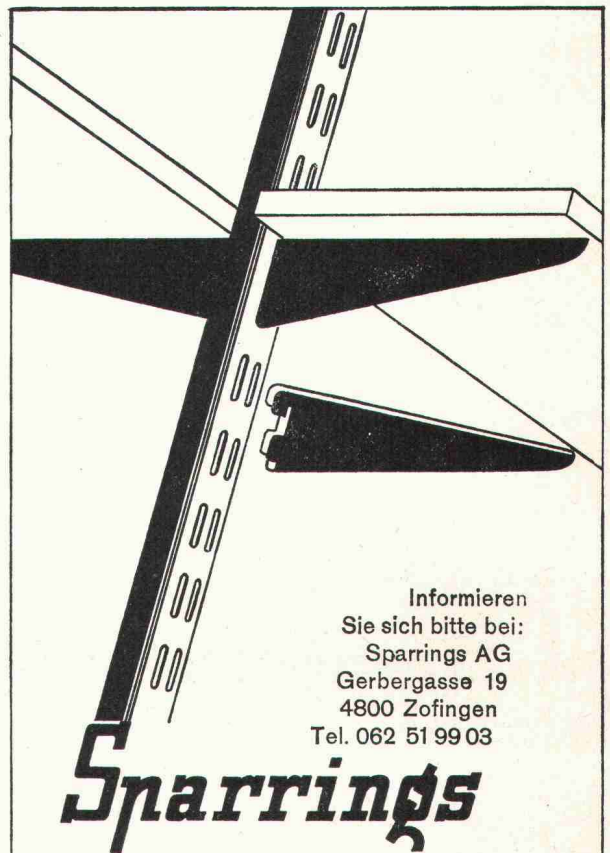 Informieren
Sie sich bitte bei:
Sparrings AG
Gerbergasse 19
4800 Zofingen
Tel. 062 51 99 03
Sparrings